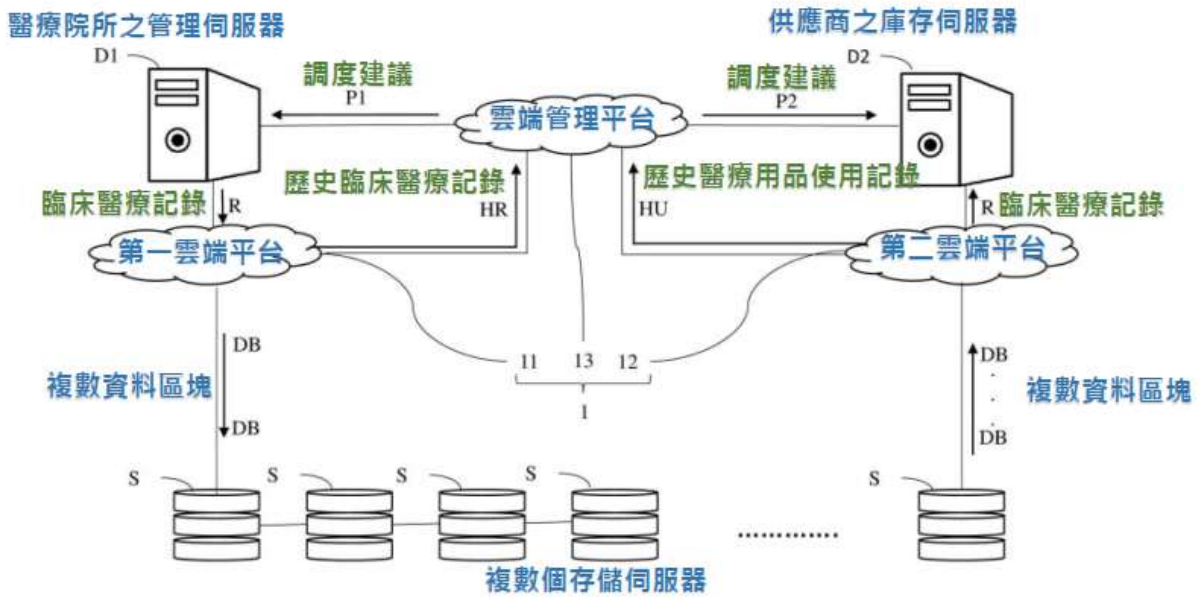 醫療院所之管理伺服器
供應商之庫存伺服器
D1
D2
調度建議
P1
調度建議
P2
雲端管理平台
歷史臨床醫療記錄
HR
歷史醫療用品使用記錄
HU
臨床醫療記錄
R
R
臨床醫療記錄
第一雲端平台
第二雲端平台
DB
複數資料區塊
DB
11
13
12
1
DB
複數資料區塊
DB
S
S
S
S
S
複數個存儲伺服器